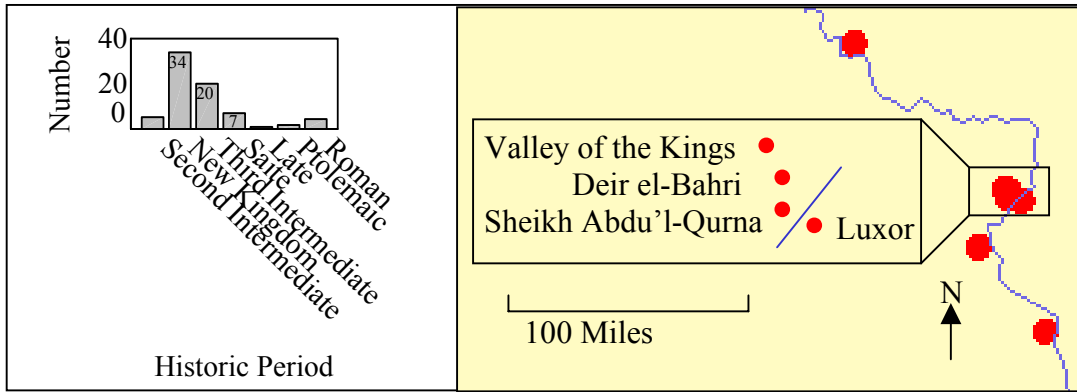 Number
40
20
0
34
20
7
Second Intermediate
New Kingdom
Third Intermediate
Saite
Late
Ptolemaic
Roman
Historic Period
Valley of the Kings
Deir el-Bahri
Sheikh Abdu’l-Qurna
Luxor
100 Miles
N